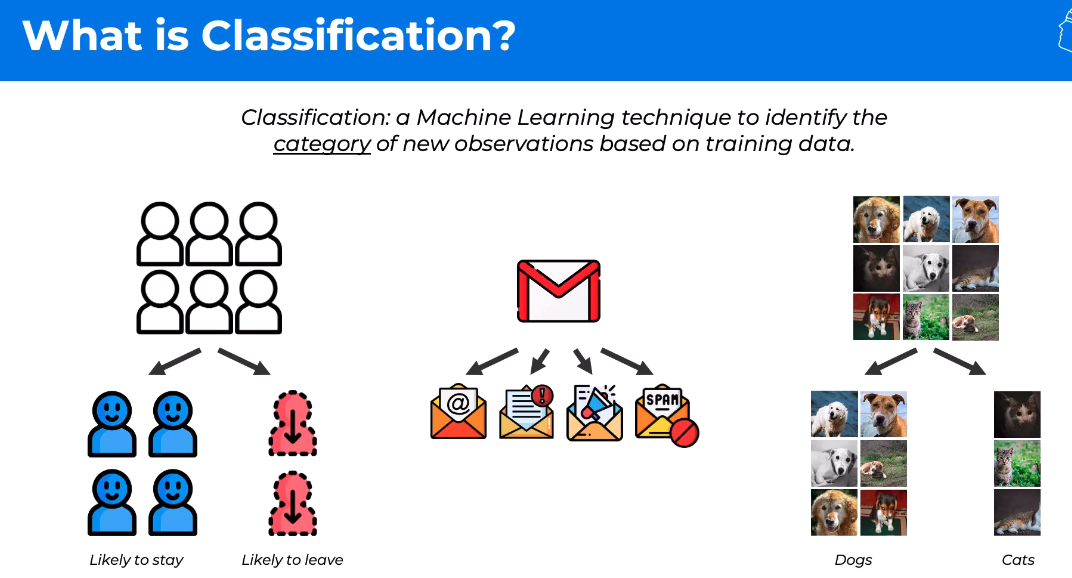 What is Classification?
Classification: a Machine Learning technique to identify the
category of new observations based on training data.
@
!
SPAM
Likely to stay
Likely to leave
Dogs
Cats